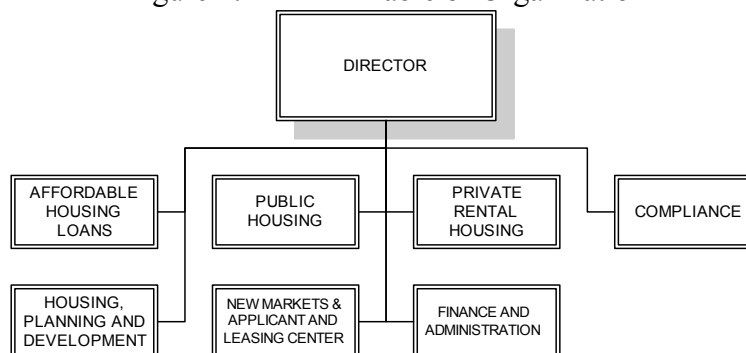 DIRECTOR
AFFORDABLE
HOUSING
LOANS
PUBLIC
HOUSING
PRIVATE
RENTAL
HOUSING
COMPLIANCE
HOUSING,
PLANNING AND
DEVELOPMENT
NEW MARKETS &
APPLICANT AND
LEASING CENTER
FINANCE AND
ADMINISTRATION